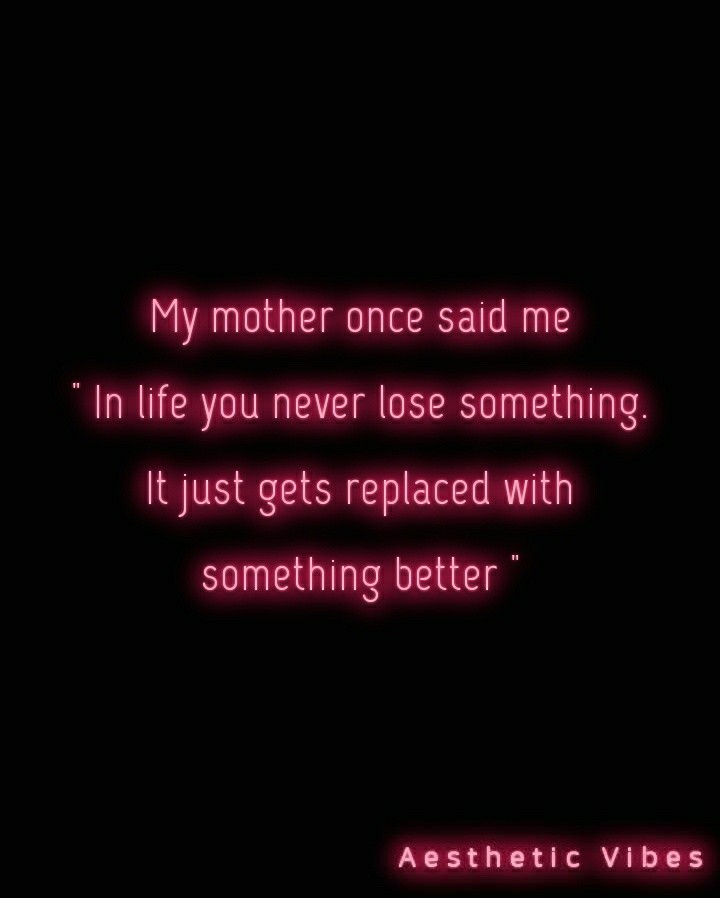 My mother once said me
" In life you never lose something.
It just gets replaced with
something better "
Aesthetic Vibes